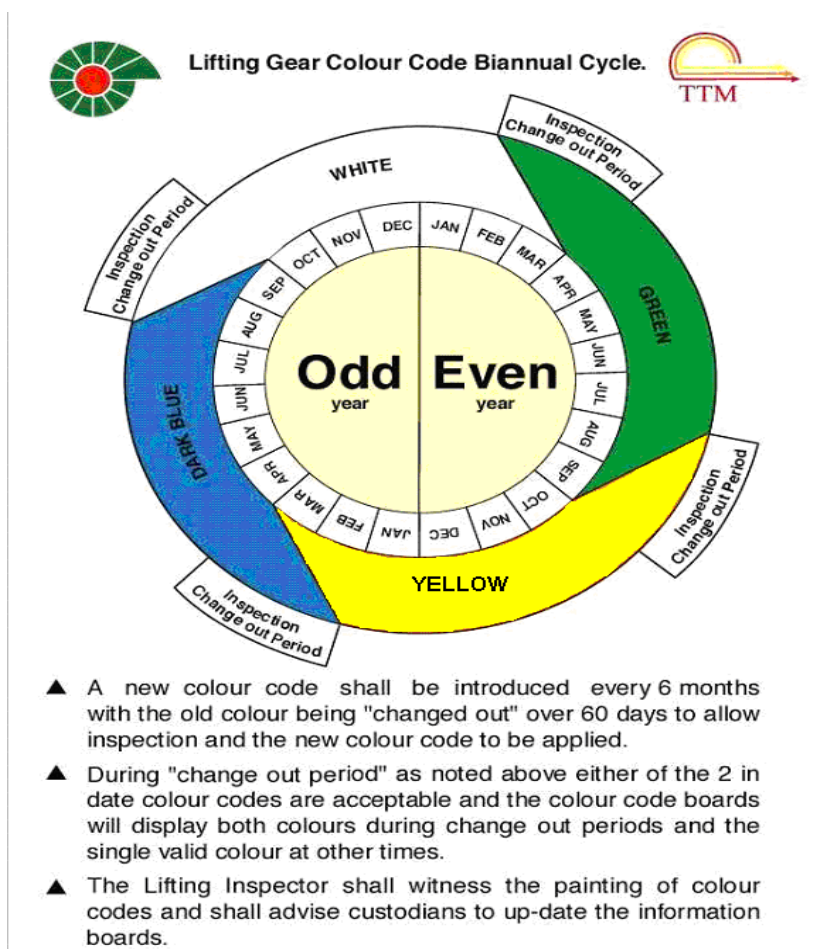 Lifting Gear Colour Code Biannual Cycle.
TTM
Inspection
Change out Period
WHITE
Inspection
Change out Period
DEC
JAN
NOV
FEB
OCT
MAR
SEP
APR
GREEN
AUG
MAY
JUL
JUN
Odd
year
Even
year
JUN
JUL
DARK BLUE
MAY
AUG
APR
SEP
MAR
OCT
FEB
NOV
JAN
DEC
Inspection
Change out Period
YELLOW
Inspection
Change out Period
A new colour code shall be introduced every 6 months
with the old colour being "changed out" over 60 days to allow
inspection and the new colour code to be applied.
During "change out period" as noted above either of the 2 in
date colour codes are acceptable and the colour code boards
will display both colours during change out periods and the
single valid colour at other times.
The Lifting Inspector shall witness the painting of colour
codes and shall advise custodians to up-date the information
boards.